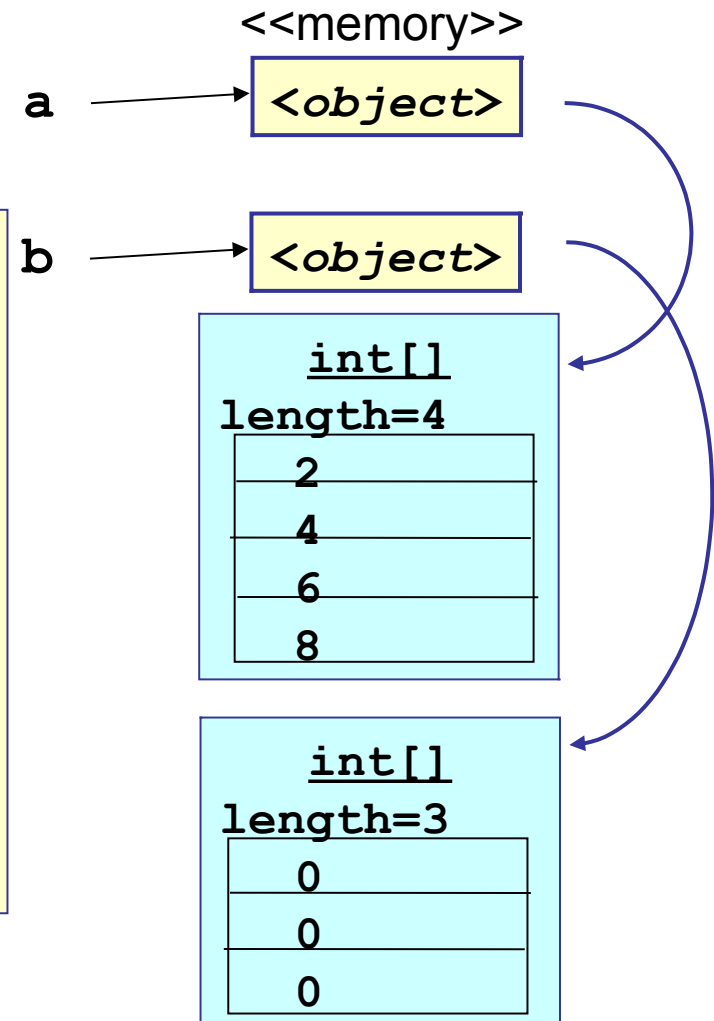 <<memory>>
a
<object>
b
<object>
int[]
length=4
2
4
6
8
int[]
length=3
0
0
0